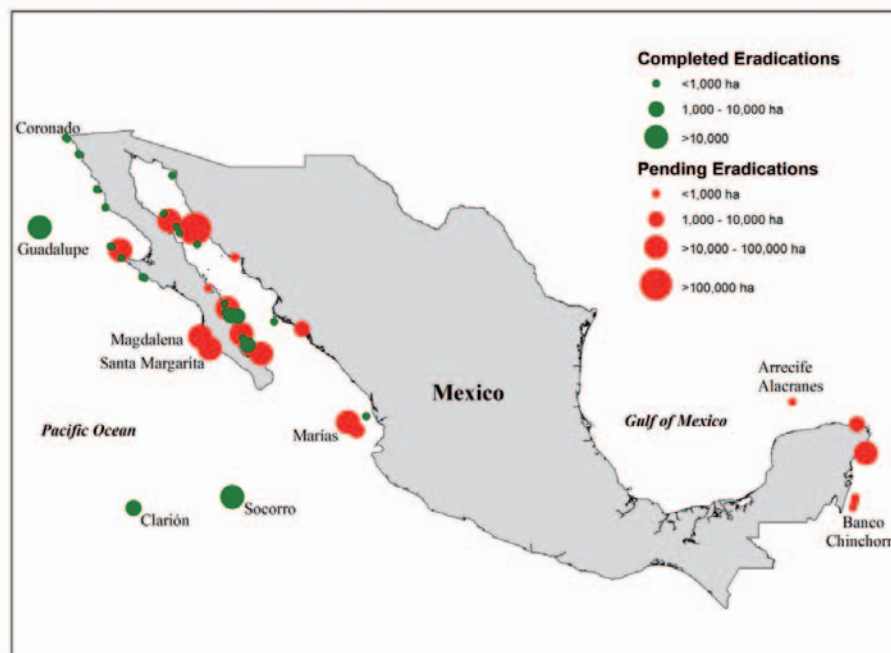 Completed Eradications
<1,000 ha
1,000 - 10,000 ha
>10,000
Pending Eradications
<1,000 ha
1,000 - 10,000 ha
>10,000 - 100,000 ha
>100,000 ha
Coronado
Guadalupe
Magdalena
Santa Margarita
Mexico
Arrecife
Alacranes
Pacific Ocean
Marías
Gulf of Mexico
Clarión
Socorro
Banco
Chinchorr